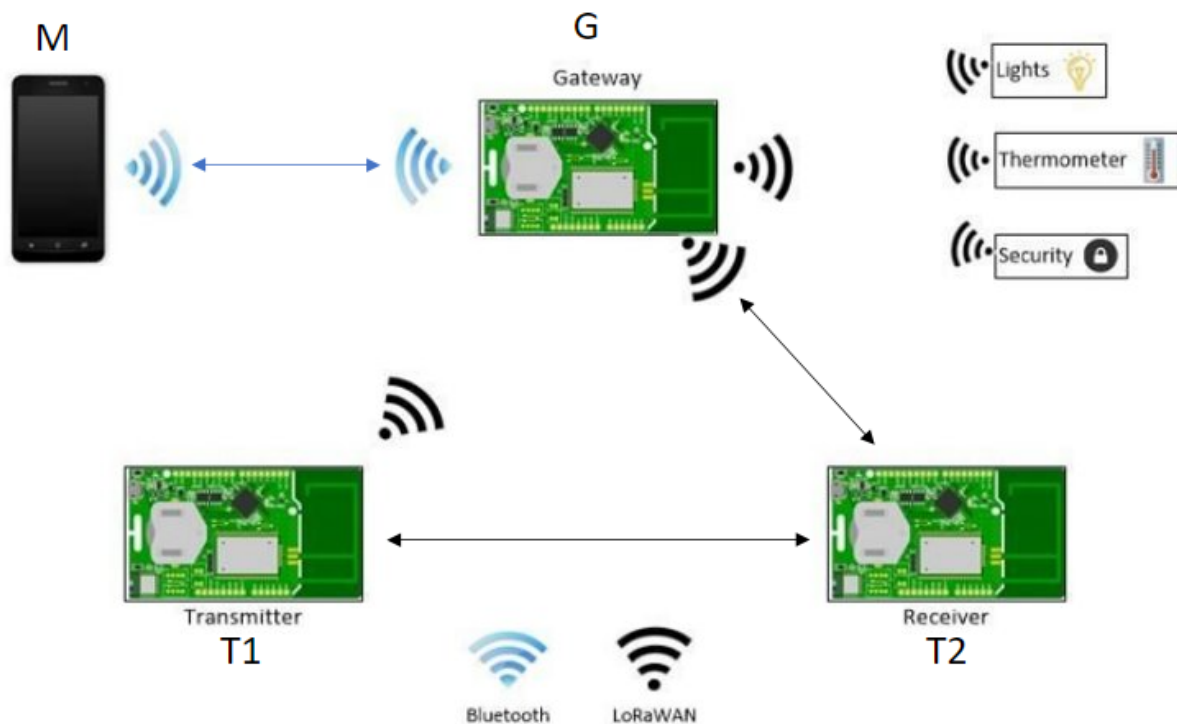 M
G
Gateway
Lights
Thermometer
Security
Transmitter
T1
Receiver
T2
Bluetooth
LoRaWAN